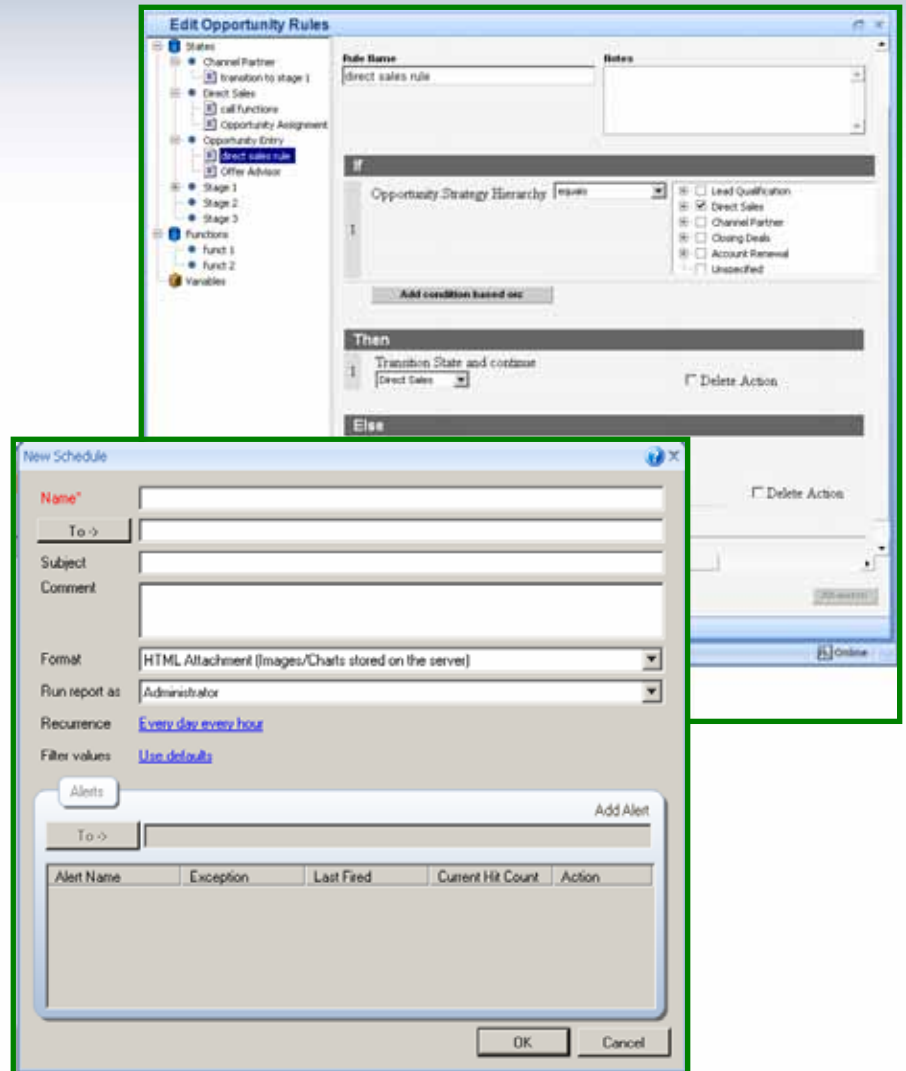 Edit Opportunity Rules
States
Channel Partner
transition to stage 1
Direct Sales
call functions
Opportunity Assignment
Opportunity Entry
direct sales rule
Offer Advisor
Stage 1
Stage 2
Stage 3
Functions
funct 1
funct 2
Variables
Rule Name
Notes
direct sales rule
If
1
Opportunity Strategy Hierarchy
equals
Lead Qualification
Direct Sales
Channel Partner
Closing Deals
Account Renewal
Unspecified
Add condition based on:
Then
1
Transition State and continue
Direct Sales
Delete Action
Else
Delete Action
Online
New Schedule
Name*
To ->
Subject
Comment
Format
HTML Attachment (Images/Charts stored on the server)
Run report as
Administrator
Recurrence
Every day every hour
Filter values
Use defaults
Alerts
Add Alert
To ->
Alert Name Exception Last Fired Current Hit Count Action
OK Cancel